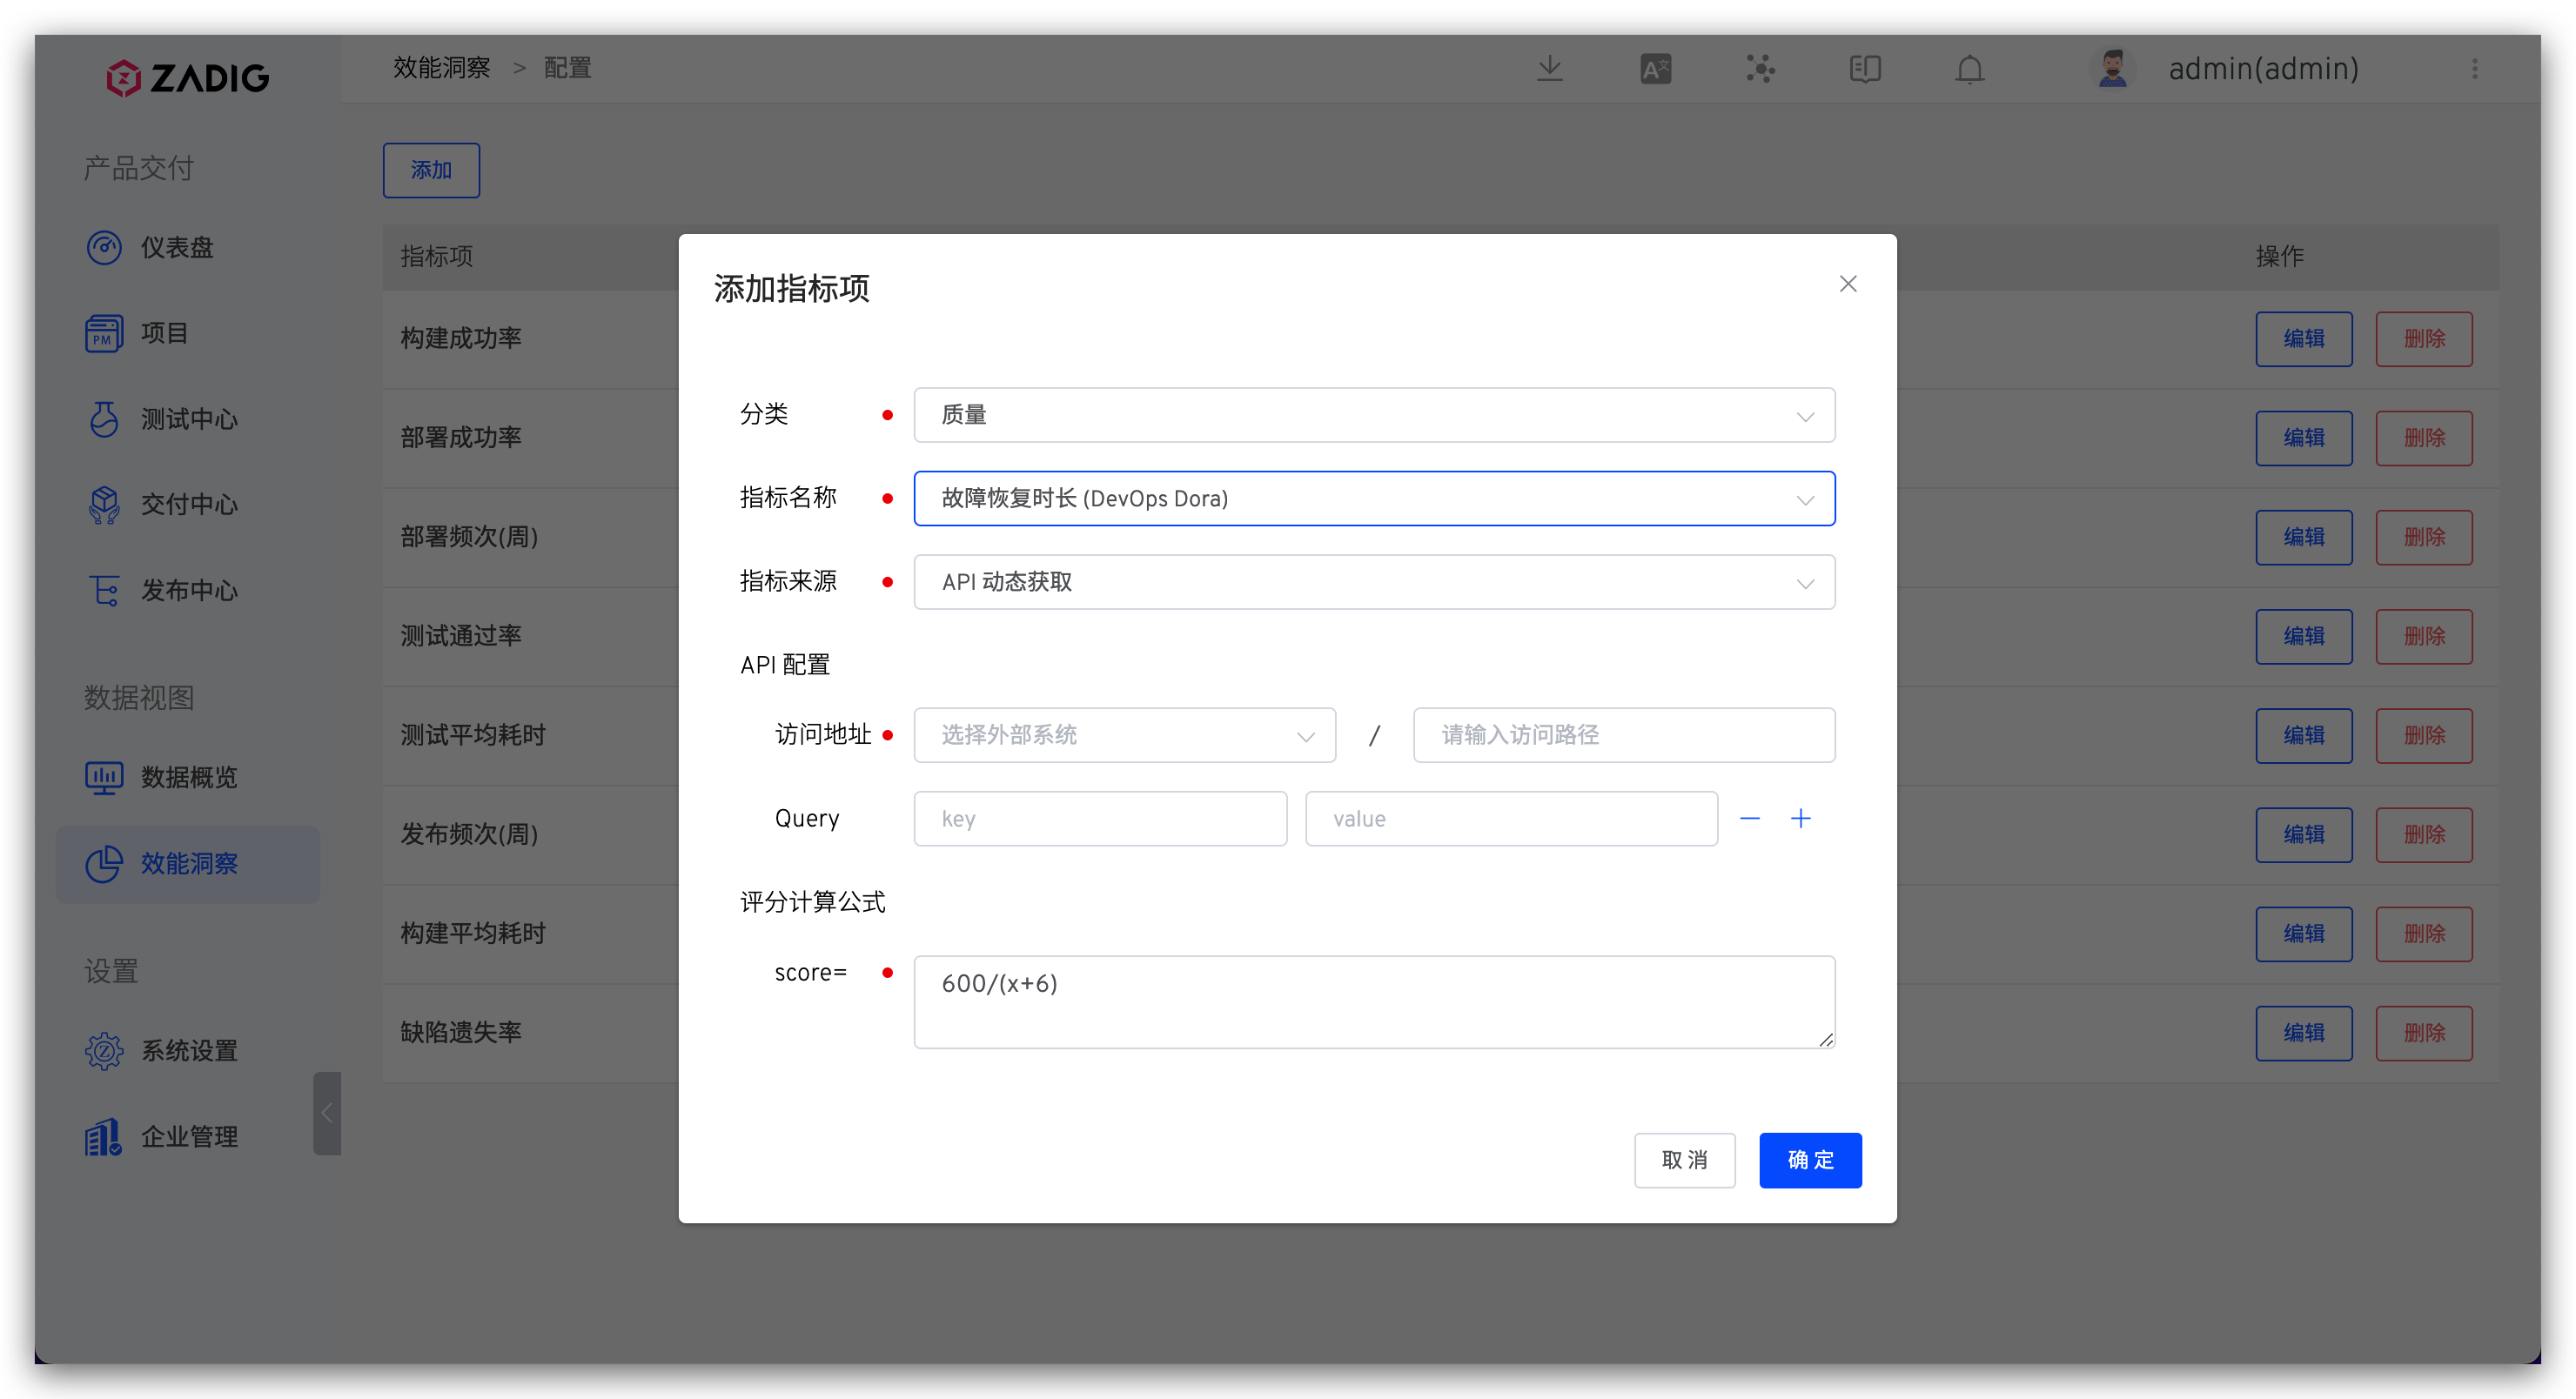 ZADIG
效能洞察 > 配置
admin(admin)
产品交付
仪表盘
PM
项目
测试中心
交付中心
发布中心
数据视图
数据概览
效能洞察
设置
系统设置
企业管理
添加
指标项
操作
构建成功率
编辑 删除
部署成功率
编辑 删除
部署频次(周)
编辑 删除
测试通过率
编辑 删除
测试平均耗时
编辑 删除
发布频次(周)
编辑 删除
构建平均耗时
编辑 删除
缺陷遗失率
编辑 删除
添加指标项
分类 质量
指标名称 故障恢复时长 (DevOps Dora)
指标来源 API 动态获取
API 配置
访问地址 选择外部系统 / 请输入访问路径
Query key value
评分计算公式
score= 600/(x+6)
取消 确定